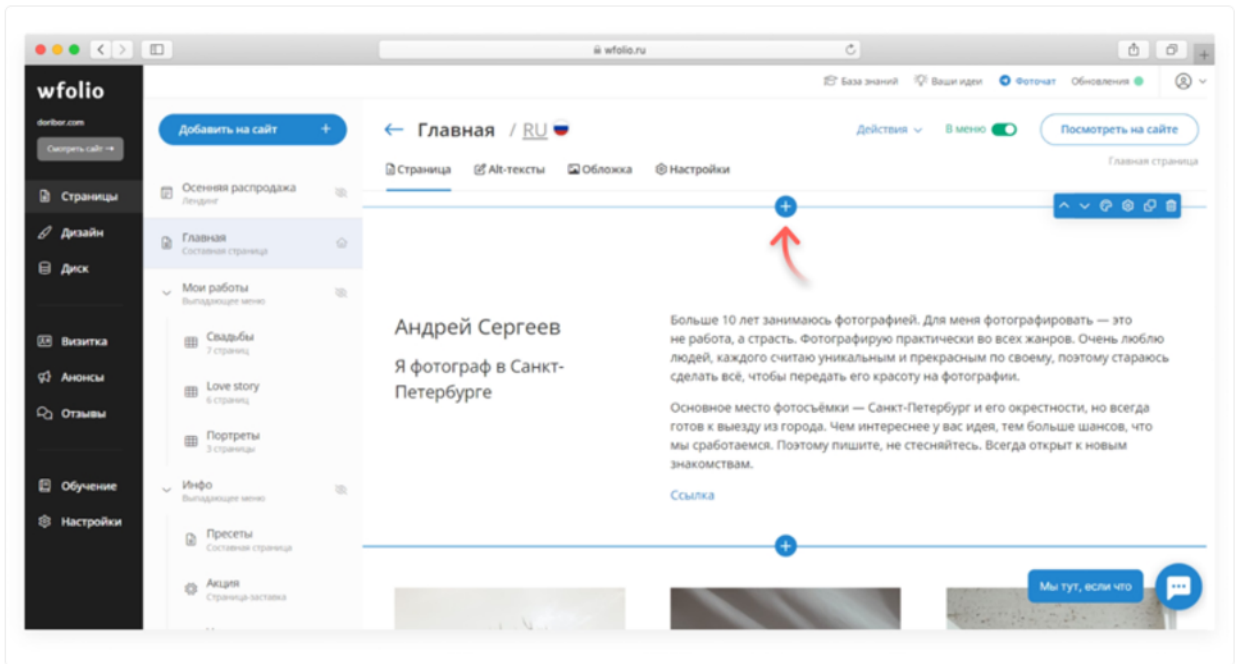 wfolio.ru
wfolio
doribor.com
Смотреть сайт →
Страницы
Дизайн
Диск
Визитка
Анонсы
Отзывы
Обучение
Настройки
База знаний
Ваши идеи
Фоточат
Обновления
Добавить на сайт +
Осенняя распродажа
Лендинг
Главная
Составная страница
Мои работы
Выпадающее меню
Свадьбы
7 страниц
Love story
6 страниц
Портреты
3 страницы
Инфо
Выпадающее меню
Пресеты
Составная страница
Акция
Страница-заставка
← Главная / RU
Действия
В меню
Посмотреть на сайте
Страница
Alt-тексты
Обложка
Настройки
Главная страница
Андрей Сергеев
Я фотограф в Санкт-
Петербурге
Больше 10 лет занимаюсь фотографией. Для меня фотографировать — это
не работа, а страсть. Фотографирую практически во всех жанрах. Очень люблю
людей, каждого считаю уникальным и прекрасным по своему, поэтому стараюсь
сделать всё, чтобы передать его красоту на фотографии.
Основное место фотосъёмки — Санкт-Петербург и его окрестности, но всегда
готов к выезду из города. Чем интереснее у вас идея, тем больше шансов, что
мы сработаемся. Поэтому пишите, не стесняйтесь. Всегда открыт к новым
знакомствам.
Ссылка
Мы тут, если что